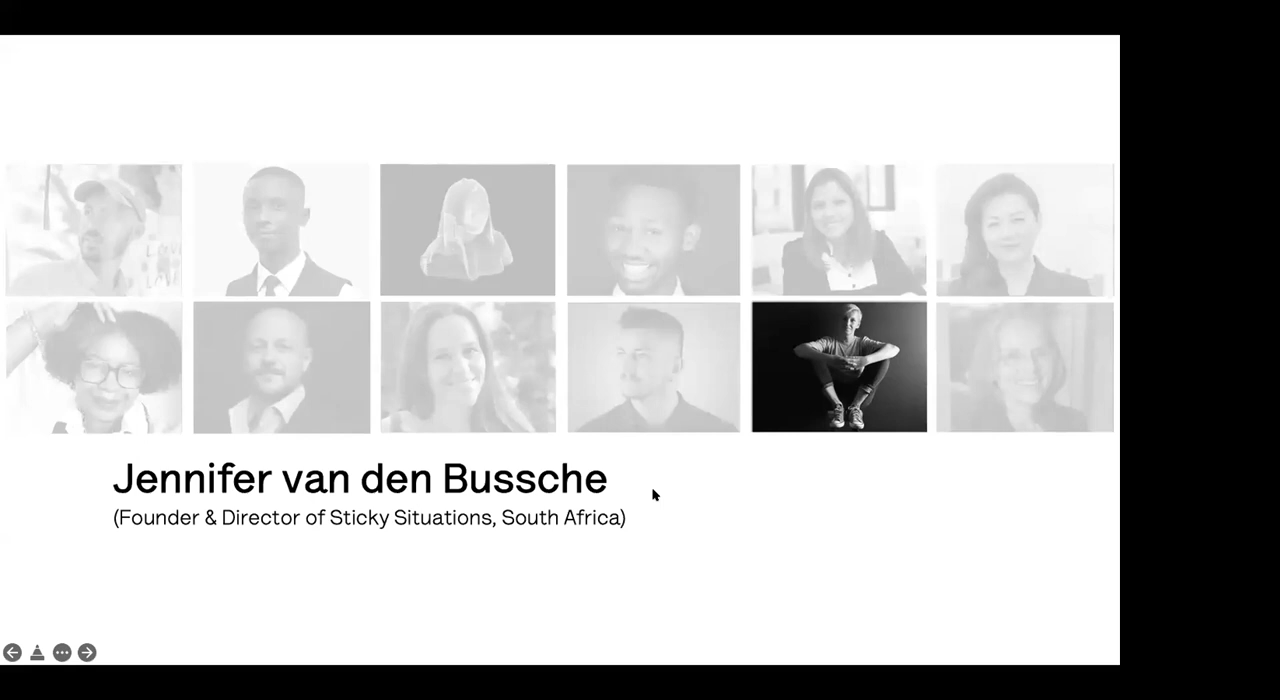 Jennifer van den Bussche
(Founder & Director of Sticky Situations, South Africa)